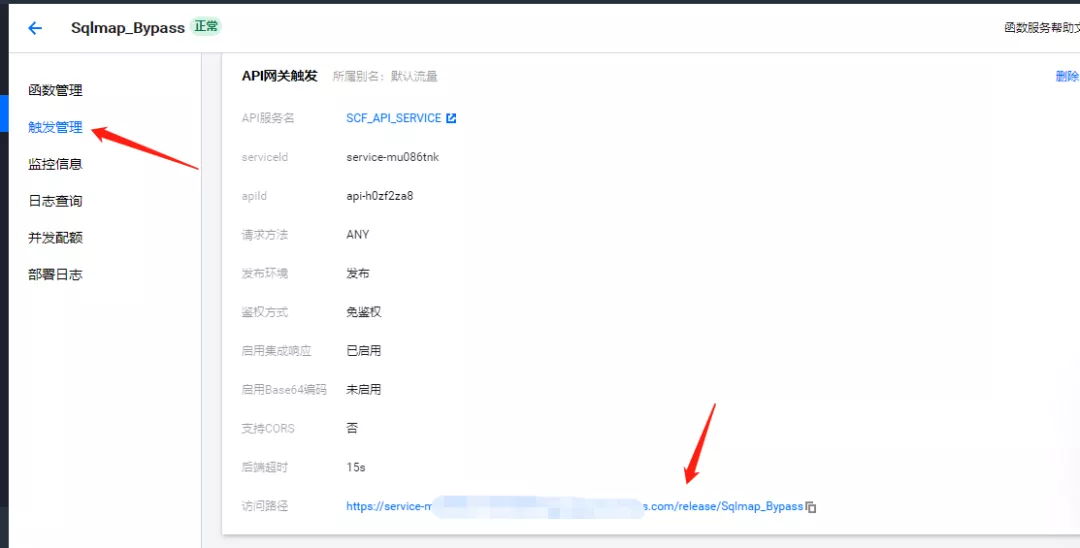 Sqlmap_Bypass 正常
函数服务帮助文
函数管理
触发管理
监控信息
日志查询
并发配额
部署日志
API网关触发 所属别名：默认流量
删除
API服务名 SCF_API_SERVICE
serviceId service-mu086tnk
apiId api-h0zf2za8
请求方法 ANY
发布环境 发布
鉴权方式 免鉴权
启用集成响应 已启用
启用Base64编码 未启用
支持CORS 否
后端超时 15s
访问路径 https://service-m s.com/release/Sqlmap_Bypass